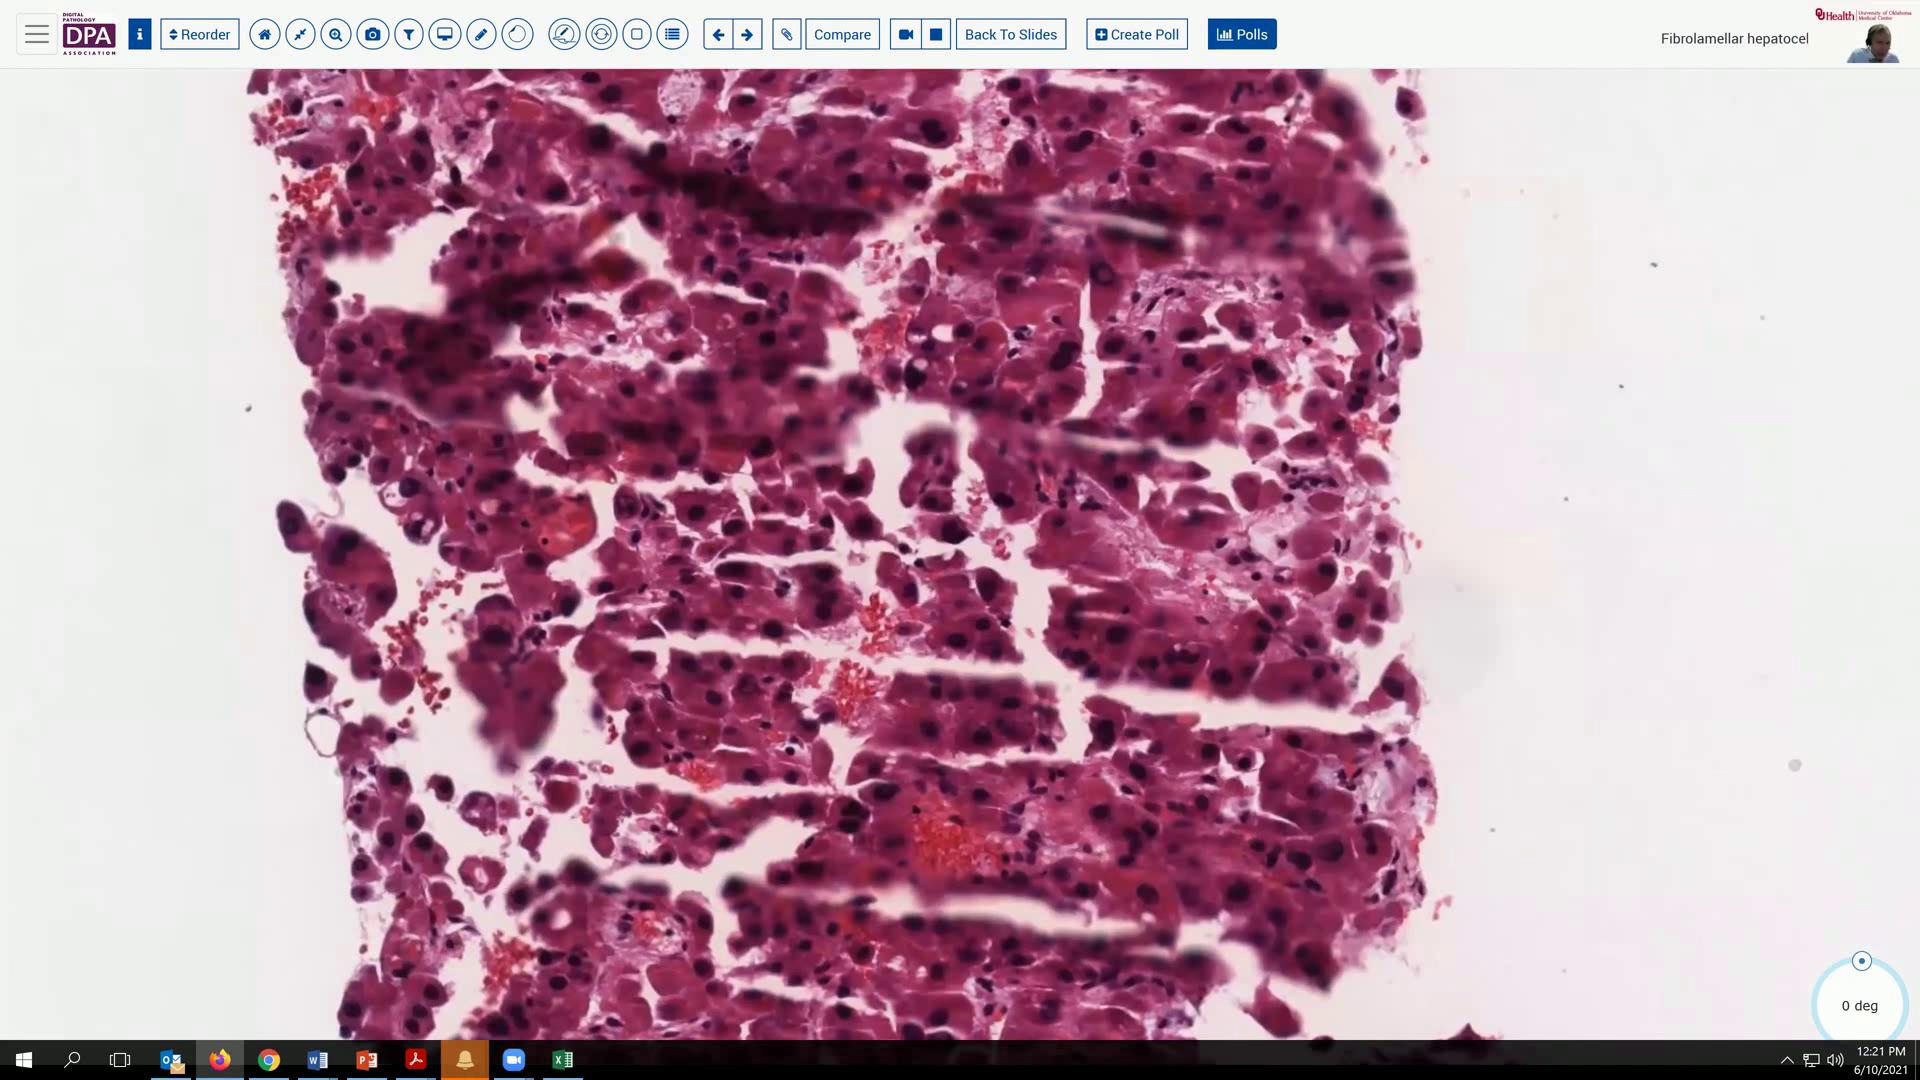 DIGITAL PATHOLOGY
DPA
ASSOCIATION
i
Reorder
Compare
Back To Slides
Create Poll
Polls
Health
University of Oklahoma
Medical Center
Fibrolamellar hepatocel
0 deg
12:21 PM
6/10/2021